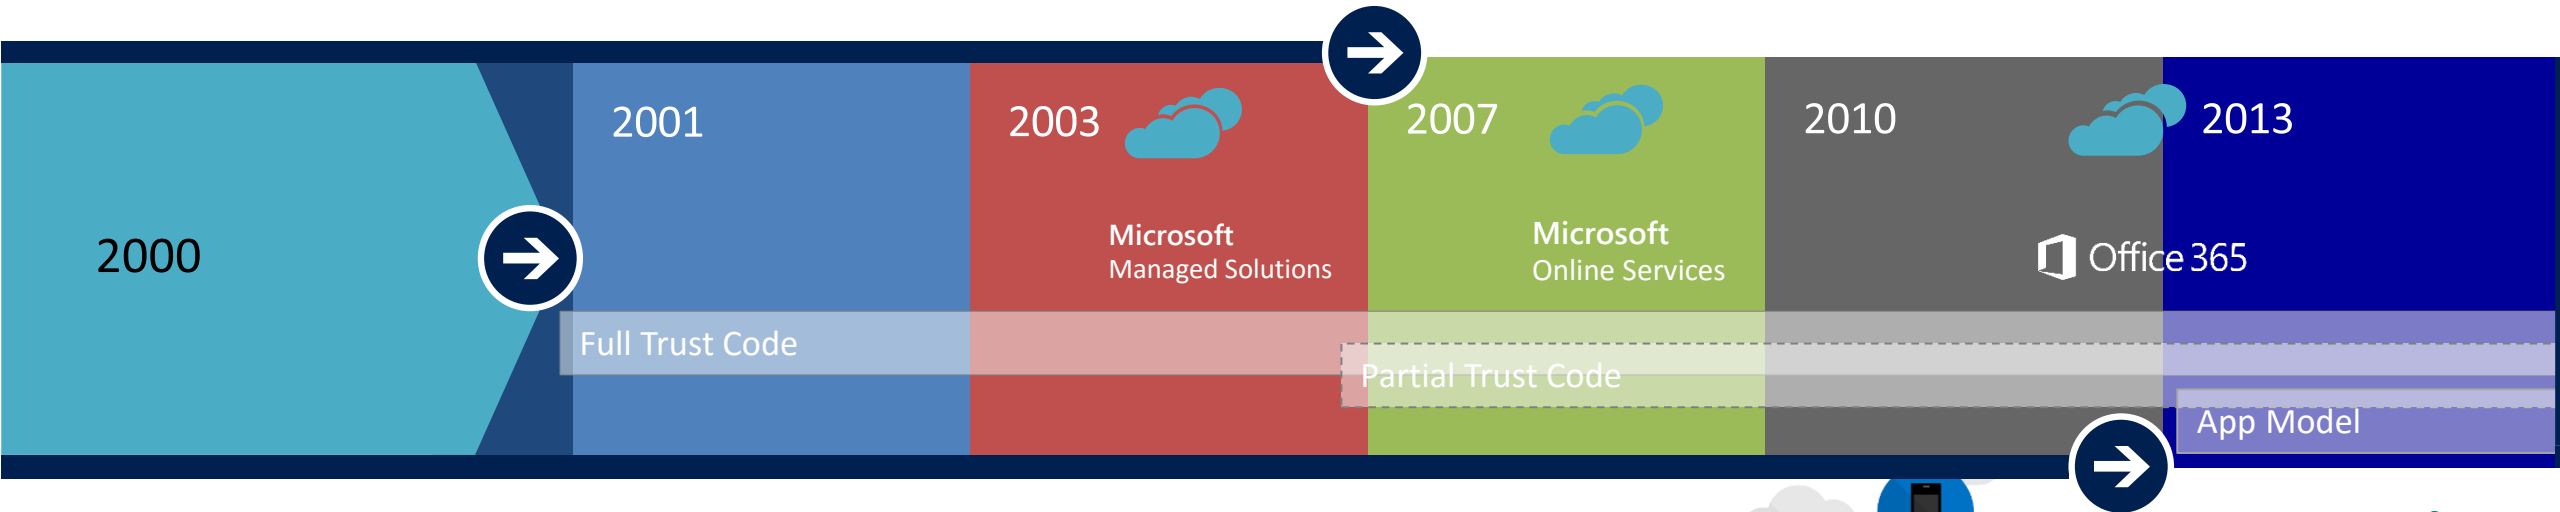 2000
2001
2003
2007
2010
2013
Microsoft
Managed Solutions
Microsoft
Online Services
Office 365
Full Trust Code
Partial Trust Code
App Model